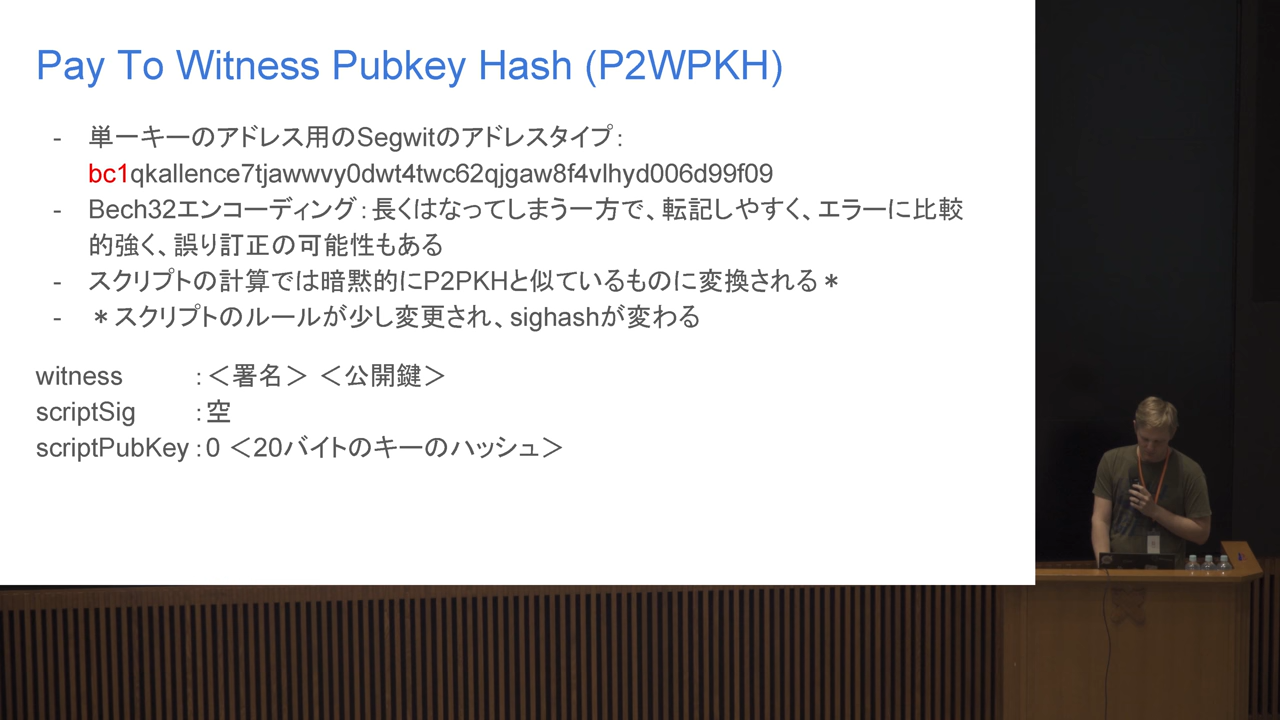 Pay To Witness Pubkey Hash (P2WPKH)
- 単一キーのアドレス用のSegwitのアドレスタイプ:
bc1qkallence7tjawwvy0dwt4twc62qjgaw8f4vlhyd006d99f09
- Bech32エンコーディング：長くはなってしまう一方で、転記しやすく、エラーに比較
的強く、誤り訂正の可能性もある
- スクリプトの計算では暗黙的にP2PKHと似ているものに変換される＊
- ＊スクリプトのルールが少し変更され、sighashが変わる
witness ：＜署名＞ ＜公開鍵＞
scriptSig ：空
scriptPubKey：0 ＜20バイトのキーのハッシュ＞